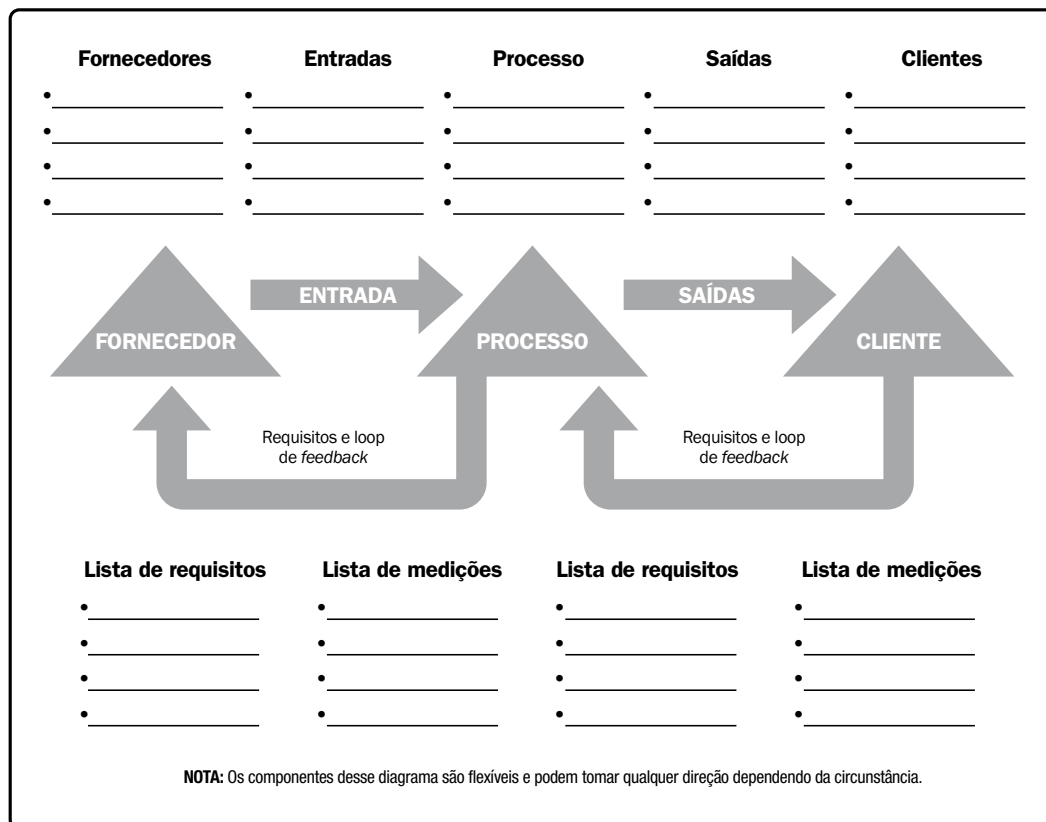 Fornecedores Entradas Processo Saídas Clientes
ENTRADA SAÍDAS
FORNECEDOR PROCESSO CLIENTE
Requisitos e loop Requisitos e loop
de feedback de feedback
Lista de requisitos Lista de medições Lista de requisitos Lista de medições
NOTA: Os componentes desse diagrama são flexíveis e podem tomar qualquer direção dependendo da circunstância.